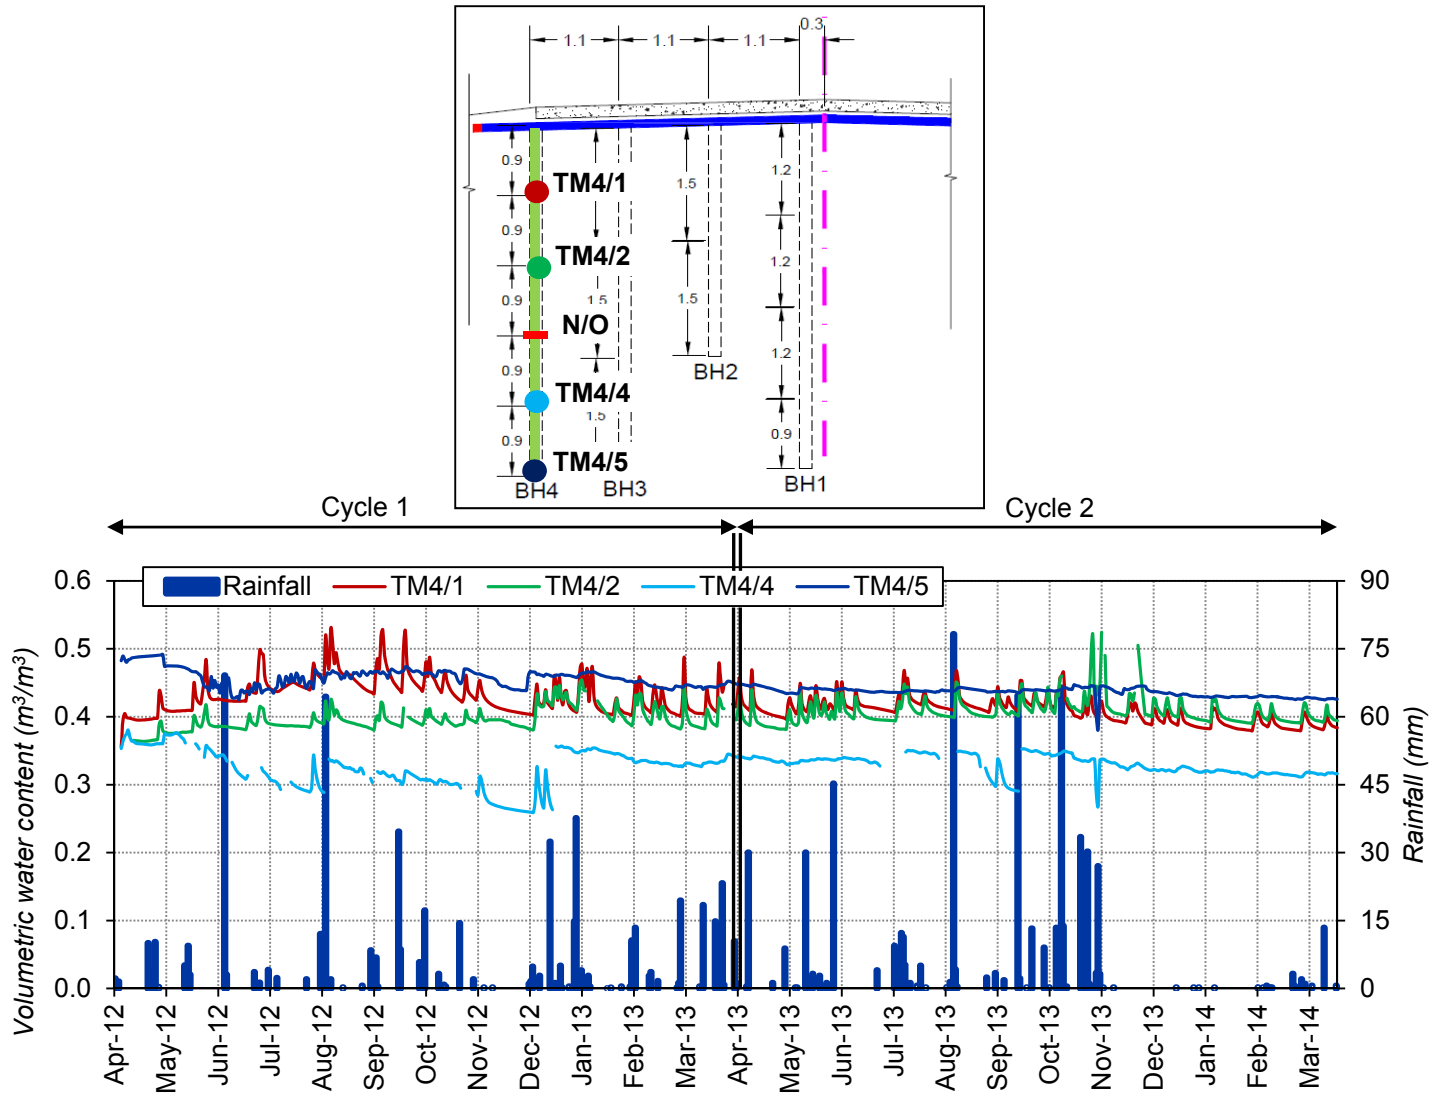 0.3
1.1 1.1 1.1
0.9 TM4/1 1.5 1.2
0.9 TM4/2 1.5 1.2
0.9 N/O 1.5 1.2
0.9 TM4/4 1.5 0.9
0.9 TM4/5
BH4 BH3 BH2 BH1
Cycle 1 Cycle 2
Rainfall TM4/1 TM4/2 TM4/4 TM4/5
Volumetric water content (m³/m³)
0.6
0.5
0.4
0.3
0.2
0.1
0.0
90
75
60
45
30
15
0
Rainfall (mm)
Apr-12
May-12
Jun-12
Jul-12
Aug-12
Sep-12
Oct-12
Nov-12
Dec-12
Jan-13
Feb-13
Mar-13
Apr-13
May-13
Jun-13
Jul-13
Aug-13
Sep-13
Oct-13
Nov-13
Dec-13
Jan-14
Feb-14
Mar-14